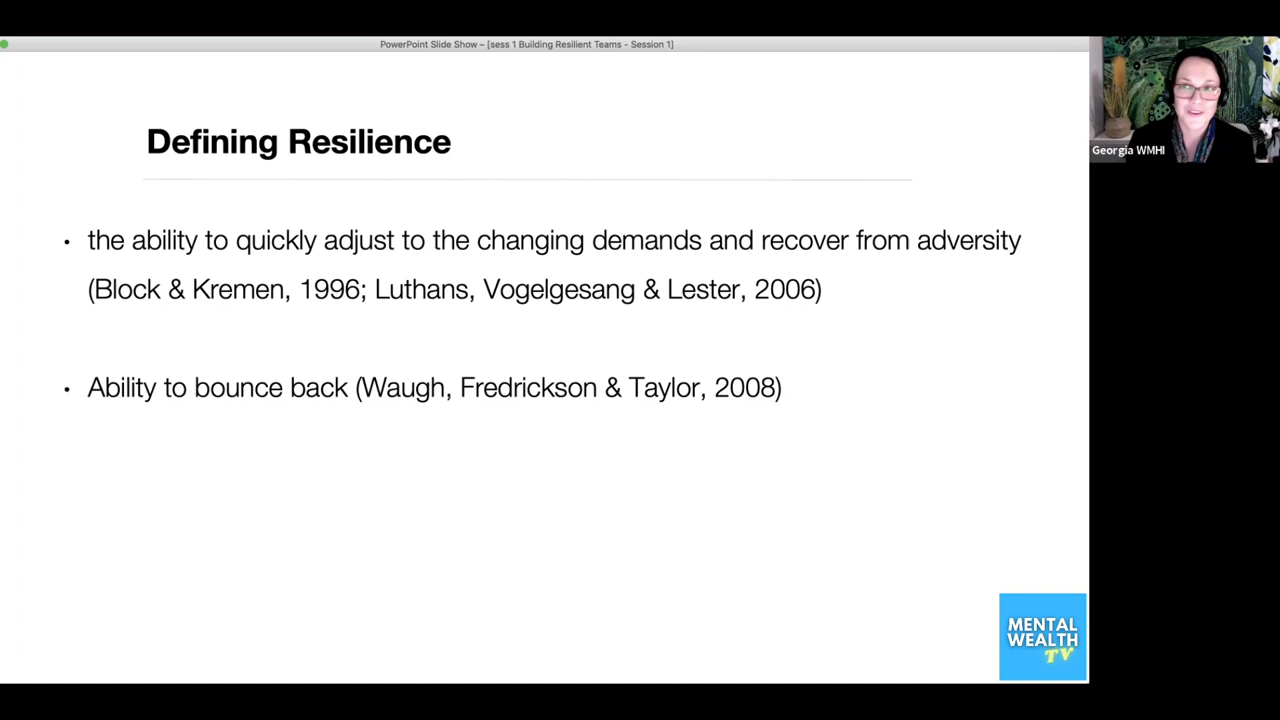 PowerPoint Slide Show – [sess 1 Building Resilient Teams - Session 1]
Georgia WMHI
Defining Resilience
• the ability to quickly adjust to the changing demands and recover from adversity
(Block & Kremen, 1996; Luthans, Vogelgesang & Lester, 2006)
• Ability to bounce back (Waugh, Fredrickson & Taylor, 2008)
MENTAL
WEALTH
TV